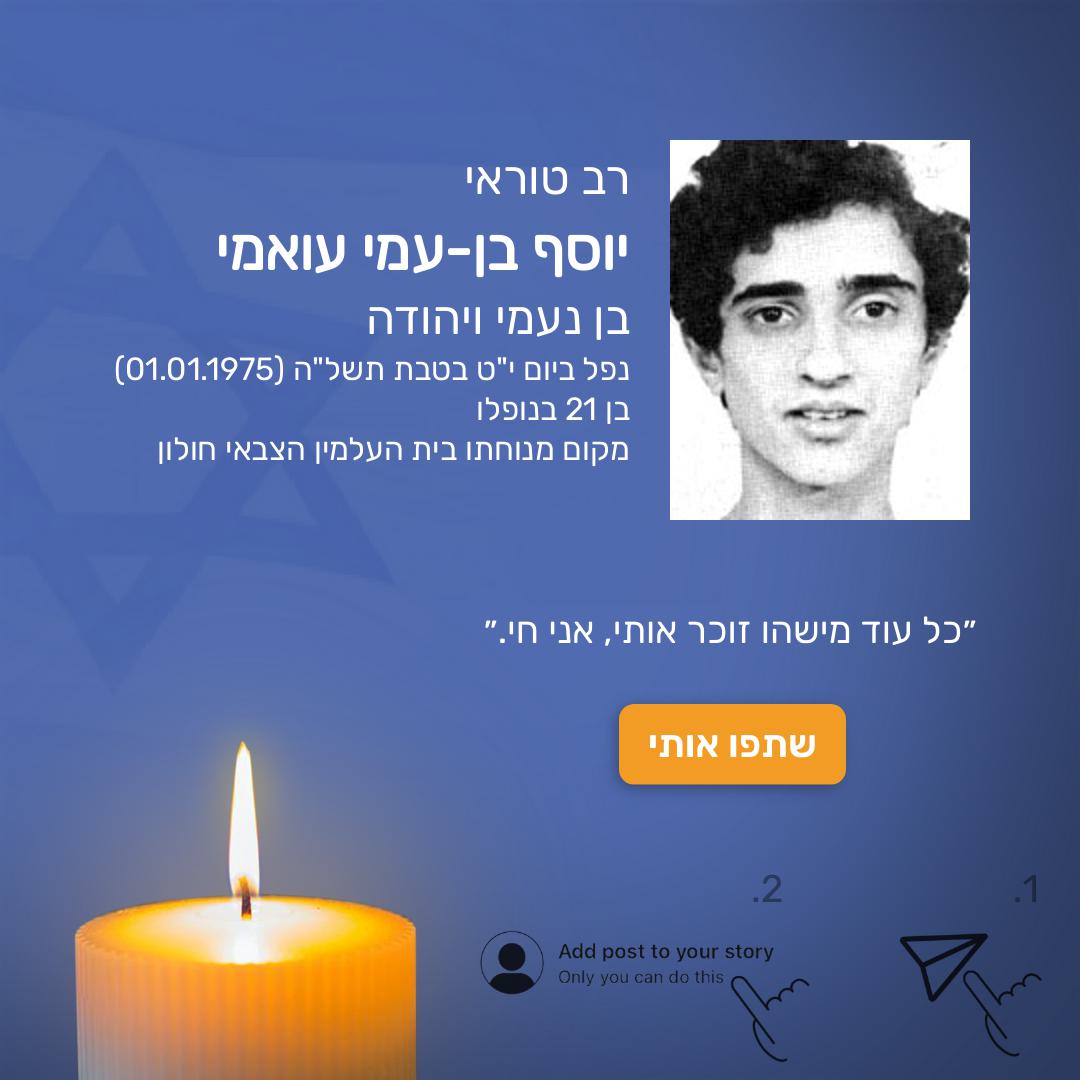 רב טוראי
יוסף בן-עמי עואמי
בן נעמי ויהודה
נפל ביום י"ט בטבת תשל"ה (01.01.1975)
בן 21 בנופלו
מקום מנוחתו בית העלמין הצבאי חולון
״כל עוד מישהו זוכר אותי, אני חי.״
שתפו אותי
1.
2.
Add post to your story
Only you can do this